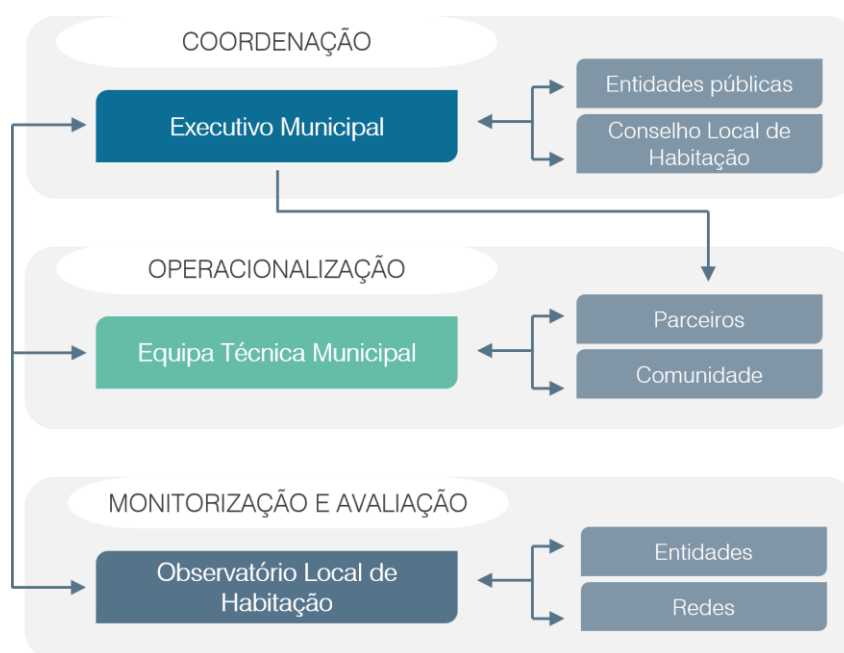 COORDENAÇÃO
Executivo Municipal
Entidades públicas
Conselho Local de
Habitação
OPERACIONALIZAÇÃO
Equipa Técnica Municipal
Parceiros
Comunidade
MONITORIZAÇÃO E AVALIAÇÃO
Observatório Local de
Habitação
Entidades
Redes